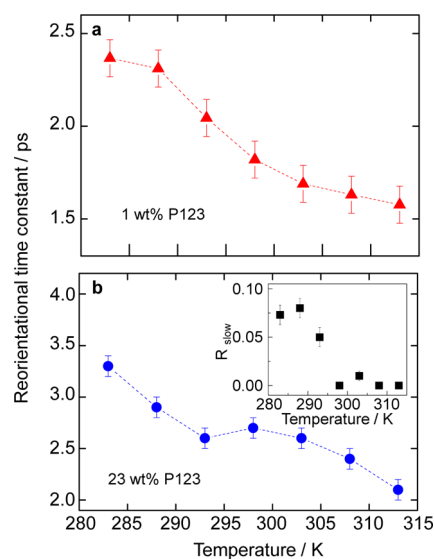 a
2.5
2.0
1.5
1 wt% P123
Reorientational time constant / ps
b
4.0
3.5
3.0
2.5
2.0
23 wt% P123
0.10
0.05
0.00
R slow
280 290 300 310
Temperature / K
280 285 290 295 300 305 310 315
Temperature / K